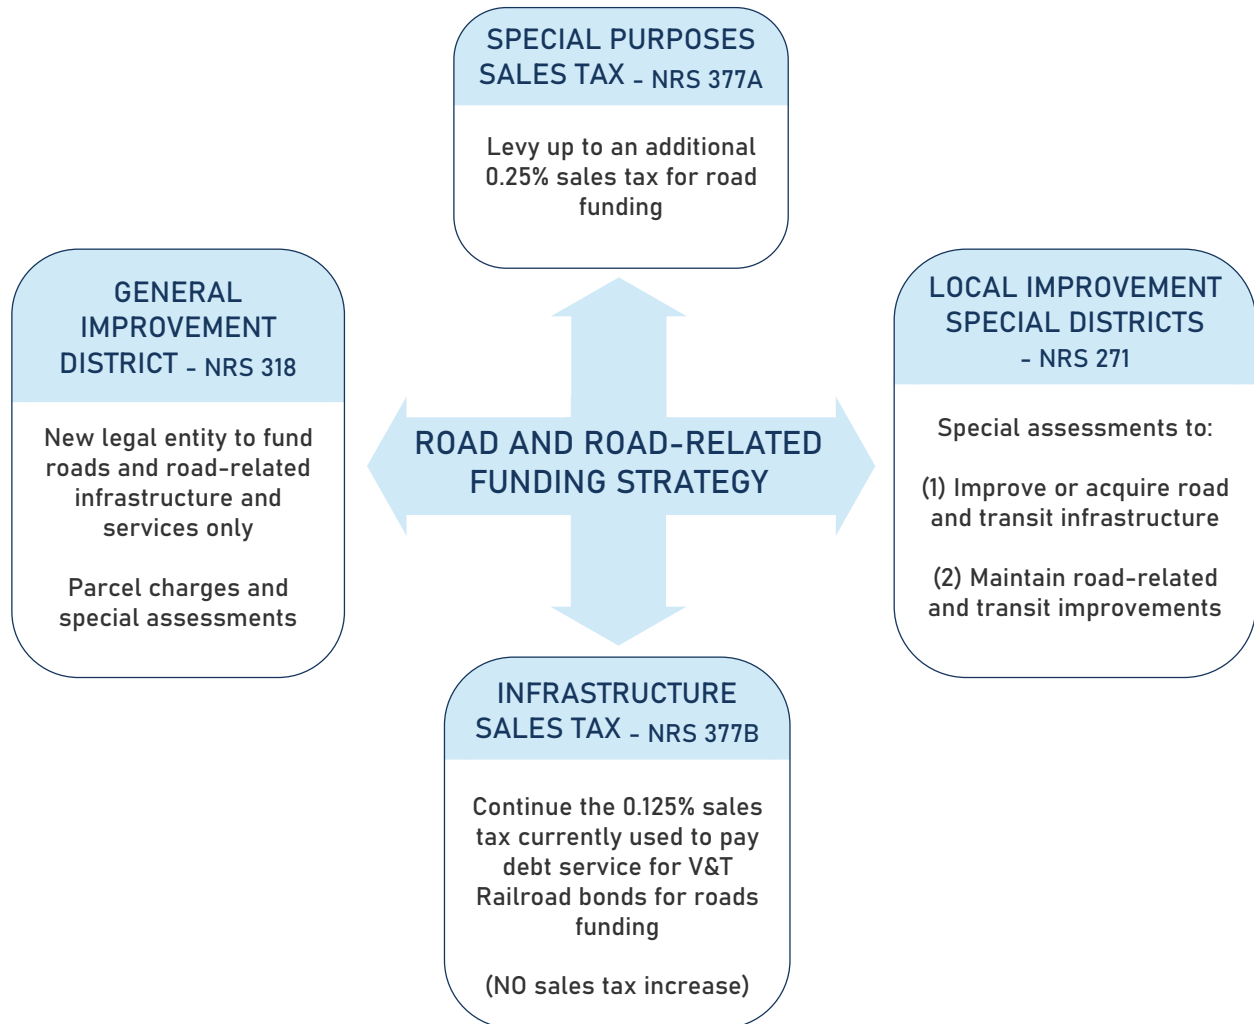 SPECIAL PURPOSES
SALES TAX - NRS 377A
Levy up to an additional
0.25% sales tax for road
funding
GENERAL
IMPROVEMENT
DISTRICT - NRS 318
New legal entity to fund
roads and road-related
infrastructure and
services only
Parcel charges and
special assessments
ROAD AND ROAD-RELATED
FUNDING STRATEGY
LOCAL IMPROVEMENT
SPECIAL DISTRICTS
- NRS 271
Special assessments to:
(1) Improve or acquire road
and transit infrastructure
(2) Maintain road-related
and transit improvements
INFRASTRUCTURE
SALES TAX - NRS 377B
Continue the 0.125% sales
tax currently used to pay
debt service for V&T
Railroad bonds for roads
funding
(NO sales tax increase)